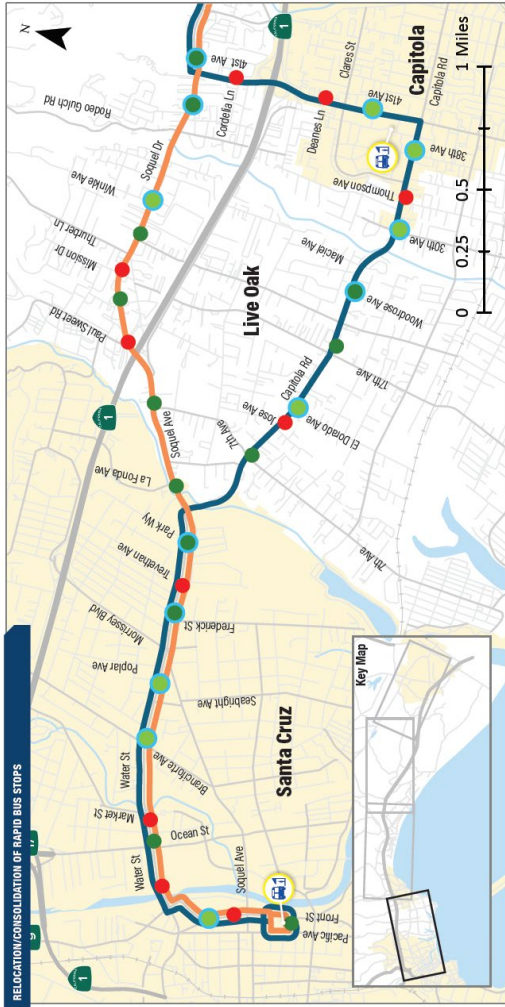 RELOCATION/CONSOLIDATION OF RAPID BUS STOPS
9
17
1
N
1
1
Rodeo Gulch Rd
41st Ave
Cordelia Ln
Soquel Dr
Winkle Ave
Thurber Ln
Mission Dr
Paul Sweet Rd
Clares St
Deanes Ln
41st Ave
Capitola
Capitola Rd
38th Ave
Thompson Ave
30th Ave
Maciel Ave
Woodrose Ave
Live Oak
17th Ave
Capitola Rd
Jose Ave
El Dorado Ave
7th Ave
7th Ave
Soquel Ave
La Fonda Ave
Park Wy
Trevethan Ave
Morrissey Blvd
Frederick St
Poplar Ave
Seabright Ave
Branciforte Ave
Water St
Market St
Ocean St
Water St
Santa Cruz
Soquel Ave
Front St
Pacific Ave
0
0.25
0.5
1 Miles
Key Map